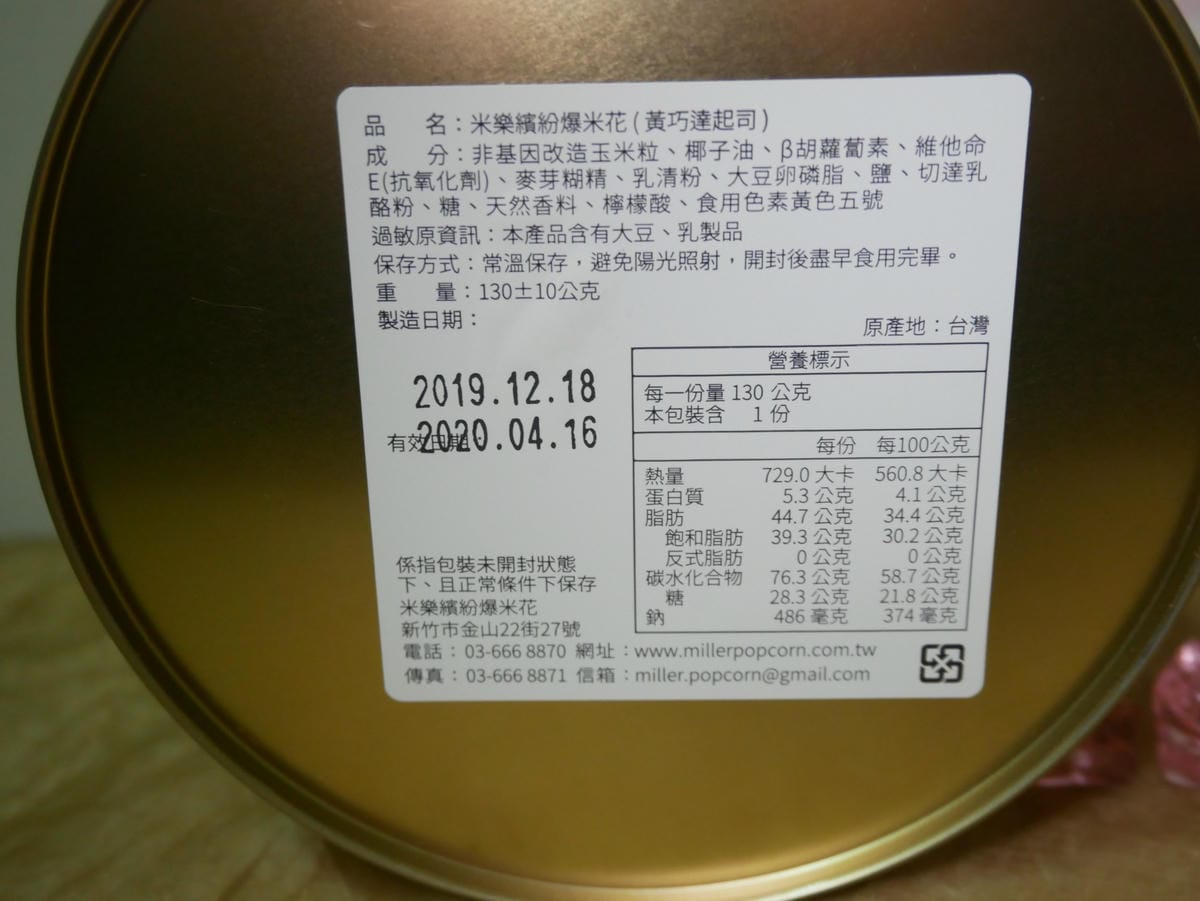 品　　名：米樂繽紛爆米花(黃巧達起司)
成　　分：非基因改造玉米粒、椰子油、β胡蘿蔔素、維他命
E(抗氧化劑)、麥芽糊精、乳清粉、大豆卵磷脂、鹽、切達乳
酪粉、糖、天然香料、檸檬酸、食用色素黃色五號
過敏原資訊：本產品含有大豆、乳製品
保存方式：常溫保存，避免陽光照射，開封後盡早食用完畢。
重　　量：130±10公克
製造日期：
原產地：台灣
2019.12.18
有效日期：2020.04.16
係指包裝未開封狀態
下、且正常條件下保存
米樂繽紛爆米花
新竹市金山22街27號
營養標示
每一份量 130 公克
本包裝含　1 份
每份　每100公克
熱量　729.0 大卡　560.8 大卡
蛋白質　5.3 公克　4.1 公克
脂肪　44.7 公克　34.4 公克
飽和脂肪　39.3 公克　30.2 公克
反式脂肪　0 公克　0 公克
碳水化合物　76.3 公克　58.7 公克
糖　28.3 公克　21.8 公克
鈉　486 毫克　374 毫克
電話：03-666 8870 網址：www.millerpopcorn.com.tw
傳真：03-666 8871 信箱：miller.popcorn@gmail.com